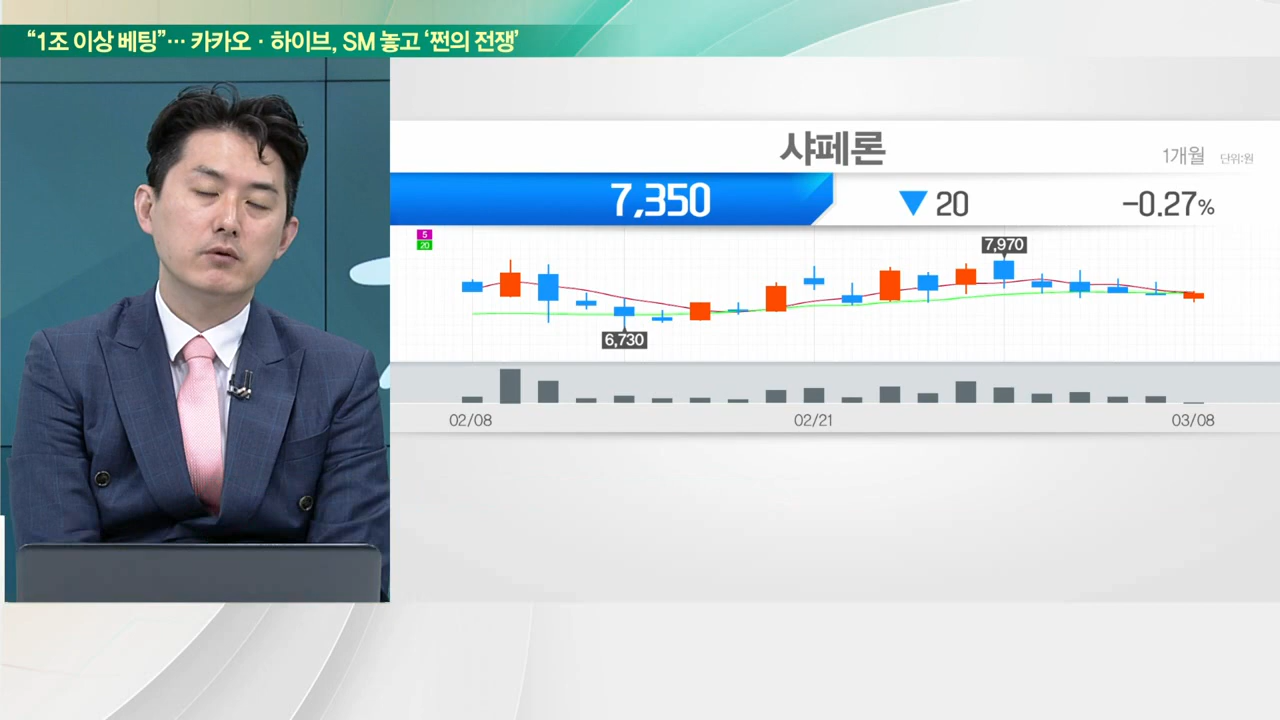 “1조 이상 베팅”… 카카오 · 하이브, SM 놓고 ‘쩐의 전쟁’
샤페론
1개월 단위:원
7,350 ▼ 20 -0.27%
5
20
7,970
6,730
02/08 02/21 03/08